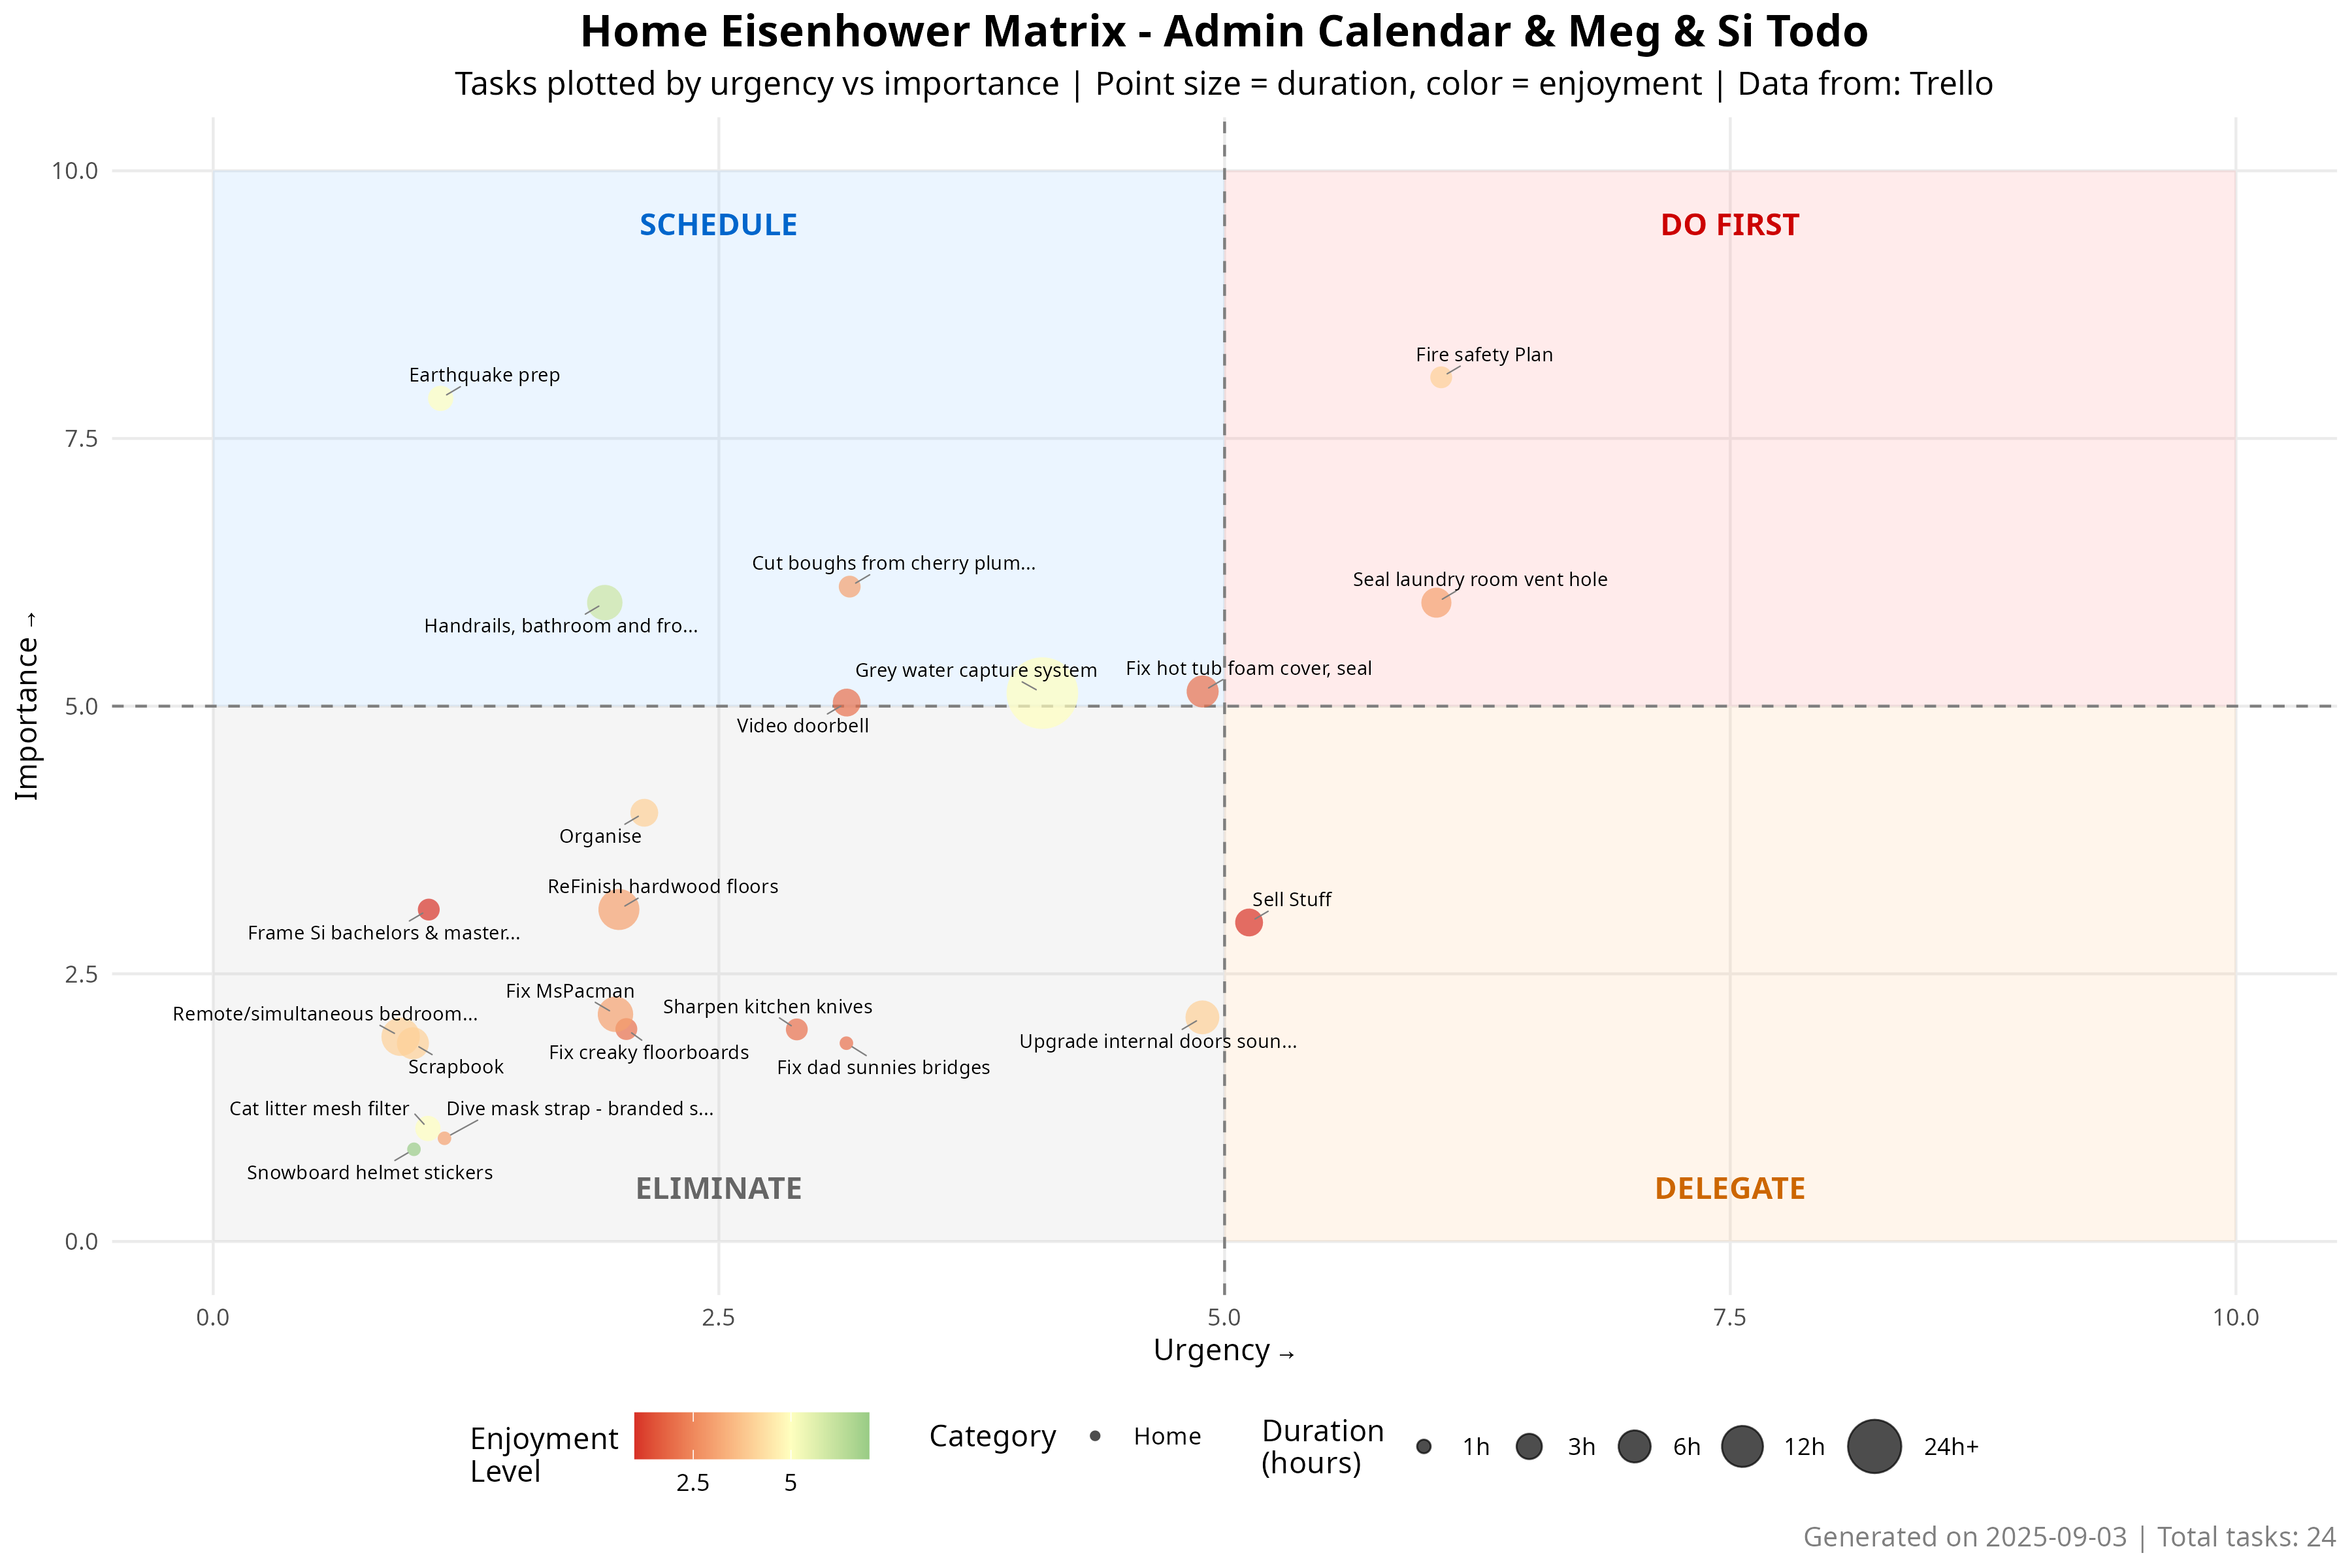 Home Eisenhower Matrix - Admin Calendar & Meg & Si Todo
Tasks plotted by urgency vs importance | Point size = duration, color = enjoyment | Data from: Trello
10.0
7.5
5.0
2.5
0.0
Importance →
SCHEDULE
DO FIRST
Fire safety Plan
Earthquake prep
Cut boughs from cherry plum...
Seal laundry room vent hole
Handrails, bathroom and fro...
Grey water capture system
Fix hot tub foam cover, seal
Video doorbell
Organise
ReFinish hardwood floors
Sell Stuff
Frame Si bachelors & master...
Fix MsPacman
Sharpen kitchen knives
Remote/simultaneous bedroom...
Upgrade internal doors soun...
Fix creaky floorboards
Fix dad sunnies bridges
Scrapbook
Cat litter mesh filter
Dive mask strap - branded s...
Snowboard helmet stickers
ELIMINATE
DELEGATE
0.0
2.5
5.0
7.5
10.0
Urgency →
Enjoyment
Level
2.5
5
Category
Home
Duration
(hours)
1h
3h
6h
12h
24h+
Generated on 2025-09-03 | Total tasks: 24